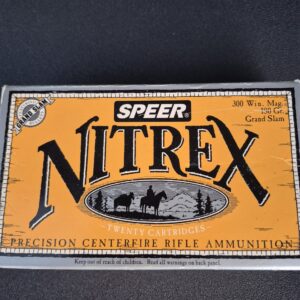 SPEER®
300 Win. Mag.
Gr.
Grand Slam
NITREX
TWENTY CARTRIDGES
PRECISION CENTERFIRE RIFLE AMMUNITION
Keep out of reach of children. Read all warnings on back panel.